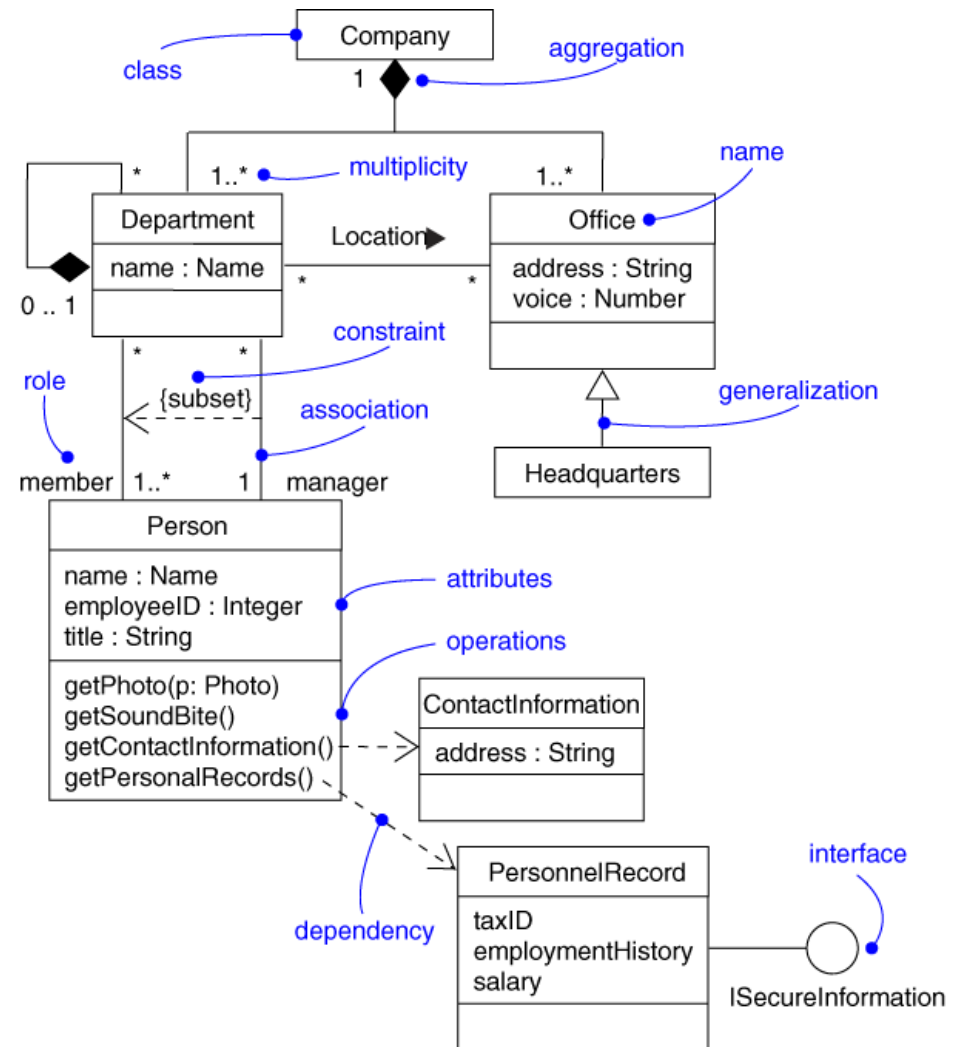 Company
class
aggregation
1
multiplicity
name
*
1..*
1..*
Department
Office
Location
name : Name
address : String
voice : Number
*
*
0 .. 1
constraint
*
*
role
{subset}
association
generalization
member
1..*
1
manager
Headquarters
Person
name : Name
employeeID : Integer
title : String
attributes
operations
getPhoto(p: Photo)
getSoundBite()
getContactInformation()
getPersonalRecords()
ContactInformation
address : String
PersonnelRecord
interface
taxID
employmentHistory
salary
dependency
ISecureInformation